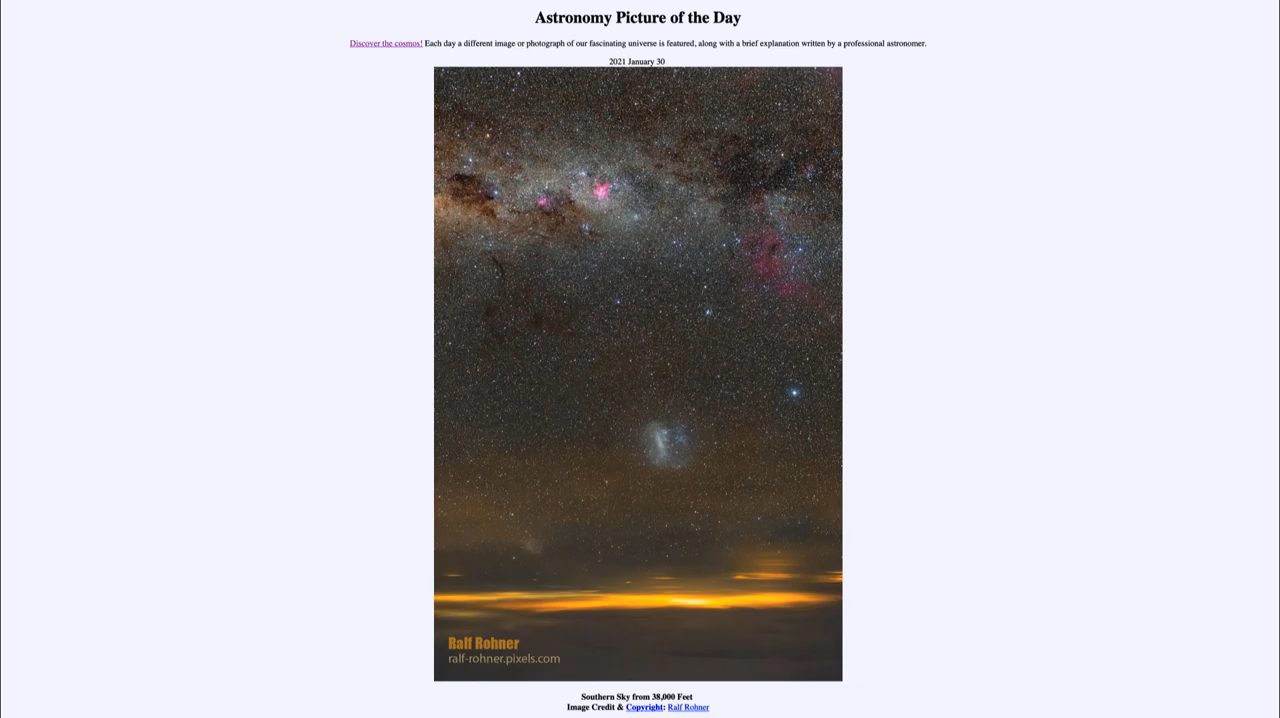 Astronomy Picture of the Day
Discover the cosmos! Each day a different image or photograph of our fascinating universe is featured, along with a brief explanation written by a professional astronomer.
2021 January 30
Ralf Rohner
ralf-rohner.pixels.com
Southern Sky from 38,000 Feet
Image Credit & Copyright: Ralf Rohner